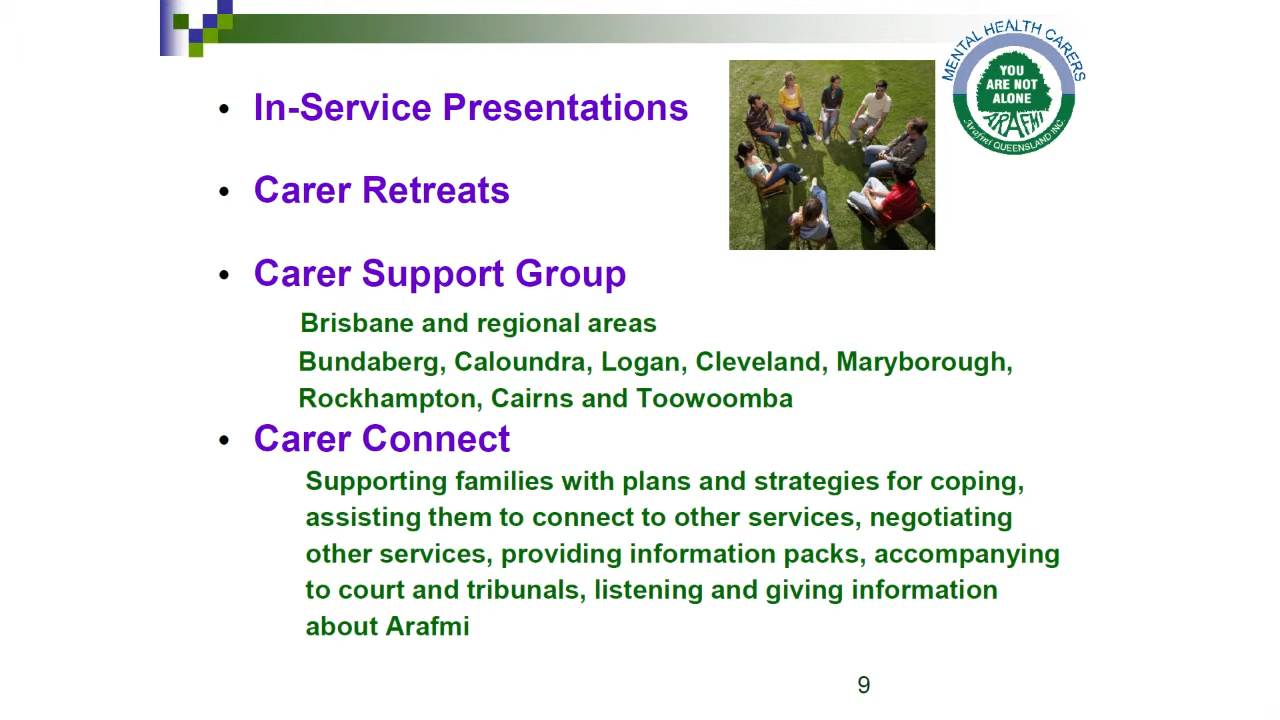 MENTAL HEALTH CARERS
YOU
ARE NOT
ALONE
ARAFMI
Arafmi QUEENSLAND INC.
• In-Service Presentations
• Carer Retreats
• Carer Support Group
Brisbane and regional areas
Bundaberg, Caloundra, Logan, Cleveland, Maryborough,
Rockhampton, Cairns and Toowoomba
• Carer Connect
Supporting families with plans and strategies for coping,
assisting them to connect to other services, negotiating
other services, providing information packs, accompanying
to court and tribunals, listening and giving information
about Arafmi
9